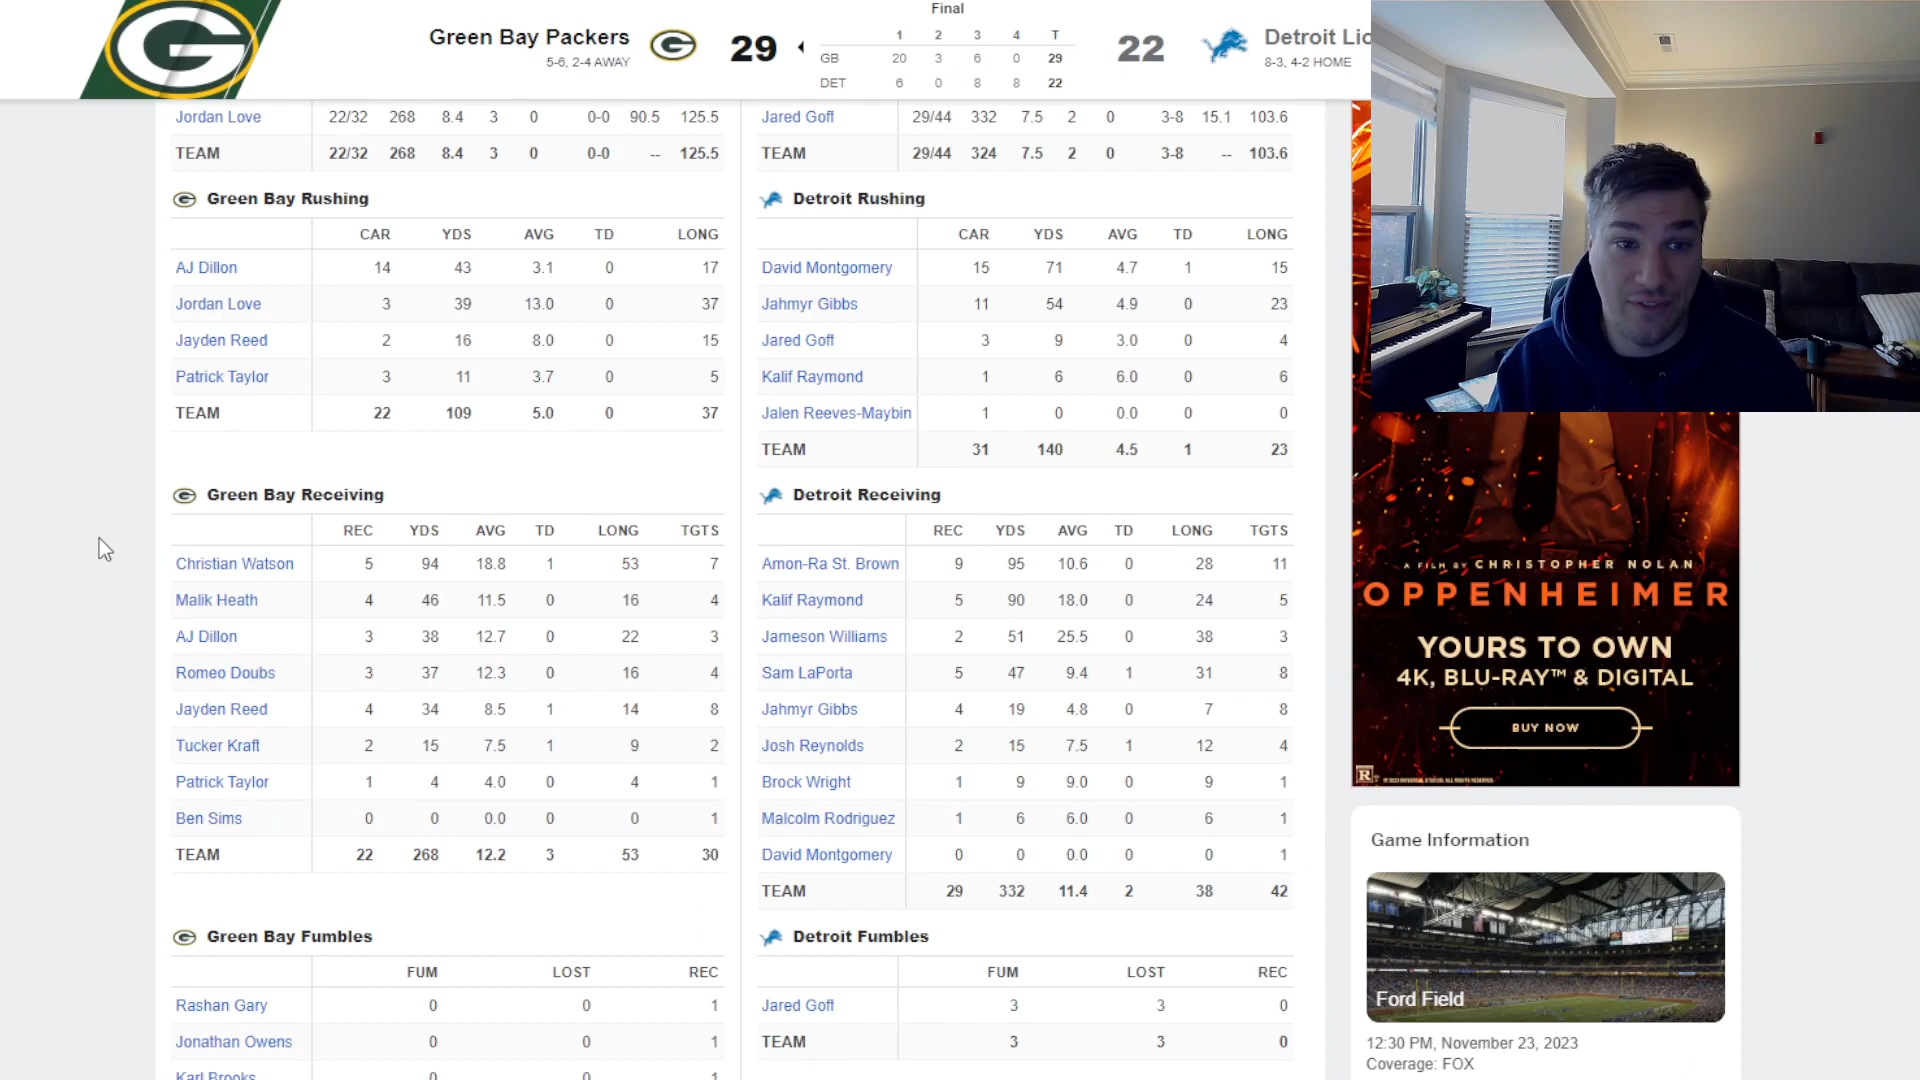 Final
Green Bay Packers
5-6, 2-4 AWAY
29
1 2 3 4 T
GB 20 3 6 0 29
DET 6 0 8 8 22
22
Detroit Lio
8-3, 4-2 HOME
Jordan Love 22/32 268 8.4 3 0 0-0 90.5 125.5
TEAM 22/32 268 8.4 3 0 0-0 -- 125.5
Jared Goff 29/44 332 7.5 2 0 3-8 15.1 103.6
TEAM 29/44 324 7.5 2 0 3-8 -- 103.6
Green Bay Rushing
CAR YDS AVG TD LONG
AJ Dillon 14 43 3.1 0 17
Jordan Love 3 39 13.0 0 37
Jayden Reed 2 16 8.0 0 15
Patrick Taylor 3 11 3.7 0 5
TEAM 22 109 5.0 0 37
Detroit Rushing
CAR YDS AVG TD LONG
David Montgomery 15 71 4.7 1 15
Jahmyr Gibbs 11 54 4.9 0 23
Jared Goff 3 9 3.0 0 4
Kalif Raymond 1 6 6.0 0 6
Jalen Reeves-Maybin 1 0 0.0 0 0
TEAM 31 140 4.5 1 23
Green Bay Receiving
REC YDS AVG TD LONG TGTS
Christian Watson 5 94 18.8 1 53 7
Malik Heath 4 46 11.5 0 16 4
AJ Dillon 3 38 12.7 0 22 3
Romeo Doubs 3 37 12.3 0 16 4
Jayden Reed 4 34 8.5 1 14 8
Tucker Kraft 2 15 7.5 1 9 2
Patrick Taylor 1 4 4.0 0 4 1
Ben Sims 0 0 0.0 0 0 1
TEAM 22 268 12.2 3 53 30
Detroit Receiving
REC YDS AVG TD LONG TGTS
Amon-Ra St. Brown 9 95 10.6 0 28 11
Kalif Raymond 5 90 18.0 0 24 5
Jameson Williams 2 51 25.5 0 38 3
Sam LaPorta 5 47 9.4 1 31 8
Jahmyr Gibbs 4 19 4.8 0 7 8
Josh Reynolds 2 15 7.5 1 12 4
Brock Wright 1 9 9.0 0 9 1
Malcolm Rodriguez 1 6 6.0 0 6 1
David Montgomery 0 0 0.0 0 0 1
TEAM 29 332 11.4 2 38 42
Green Bay Fumbles
FUM LOST REC
Rashan Gary 0 0 1
Jonathan Owens 0 0 1
Karl Brooks 0 0 1
Detroit Fumbles
FUM LOST REC
Jared Goff 3 3 0
TEAM 3 3 0
A FILM BY CHRISTOPHER NOLAN
OPPENHEIMER
YOURS TO OWN
4K, BLU-RAY™ & DIGITAL
BUY NOW
R
Game Information
Ford Field
12:30 PM, November 23, 2023
Coverage: FOX